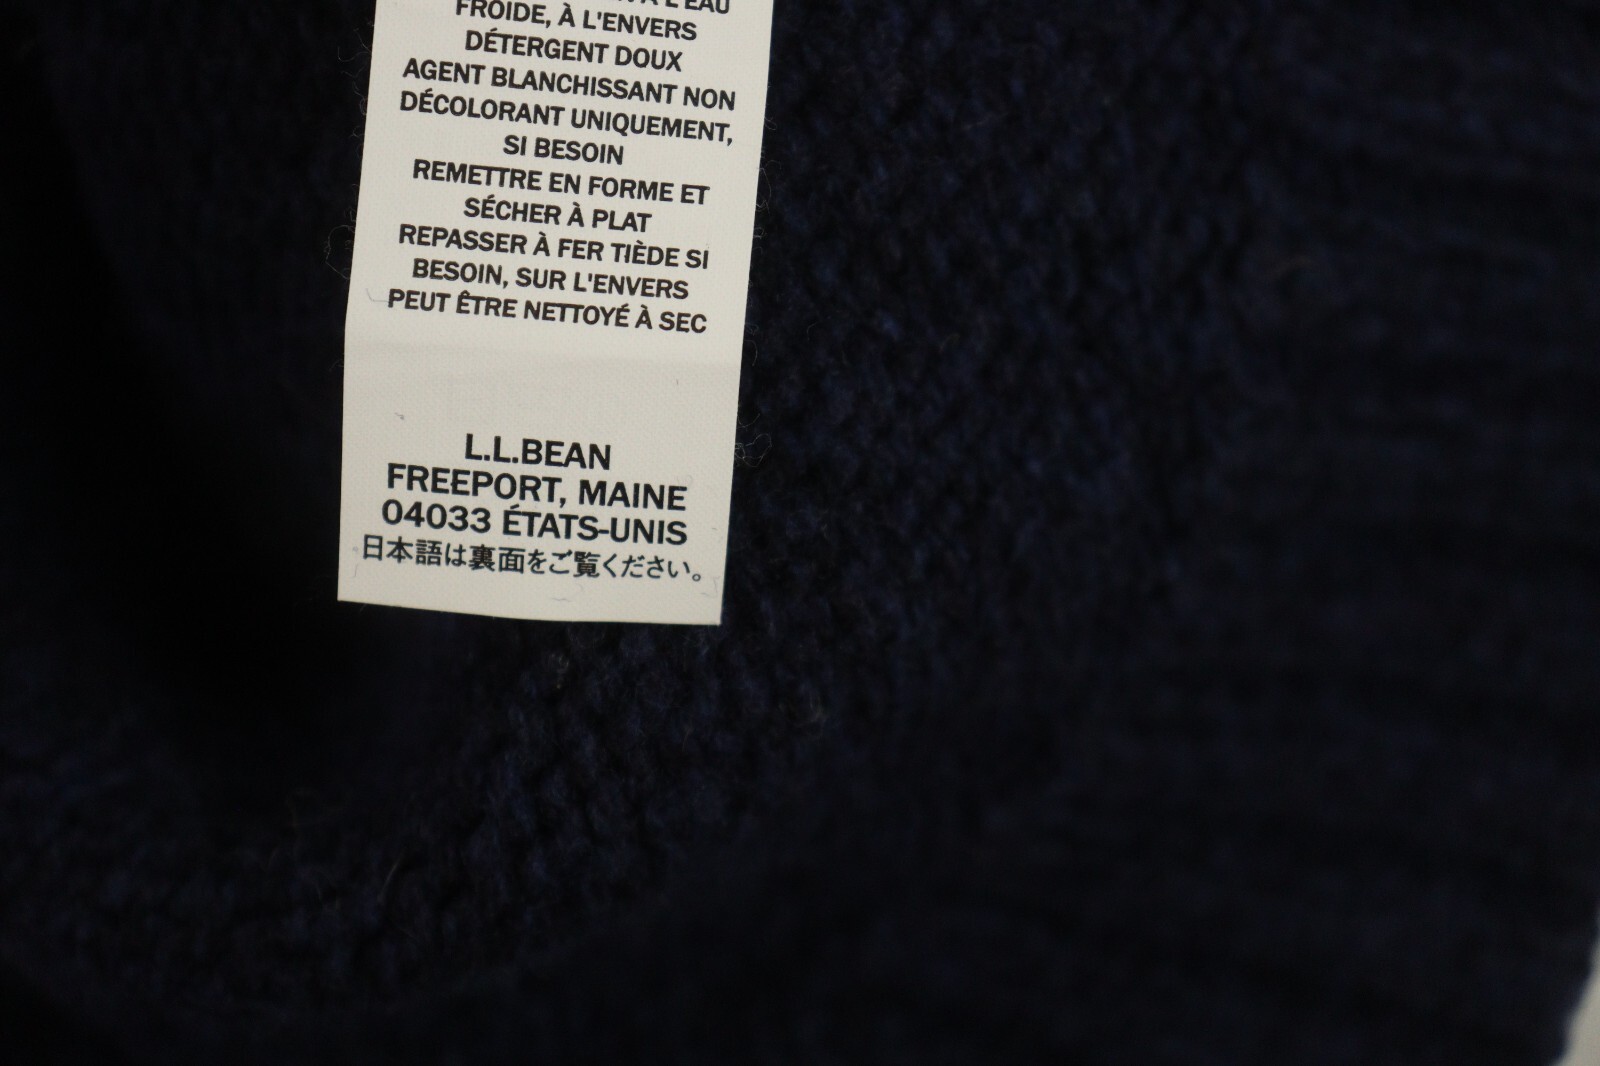 À L'EAU
FROIDE, À L'ENVERS
DÉTERGENT DOUX
AGENT BLANCHISSANT NON
DÉCOLORANT UNIQUEMENT,
SI BESOIN
REMETTRE EN FORME ET
SÉCHER À PLAT
REPASSER À FER TIÈDE SI
BESOIN, SUR L'ENVERS
PEUT ÊTRE NETTOYÉ À SEC
L.L.BEAN
FREEPORT, MAINE
04033 ÉTATS-UNIS
日本語は裏面をご覧ください。